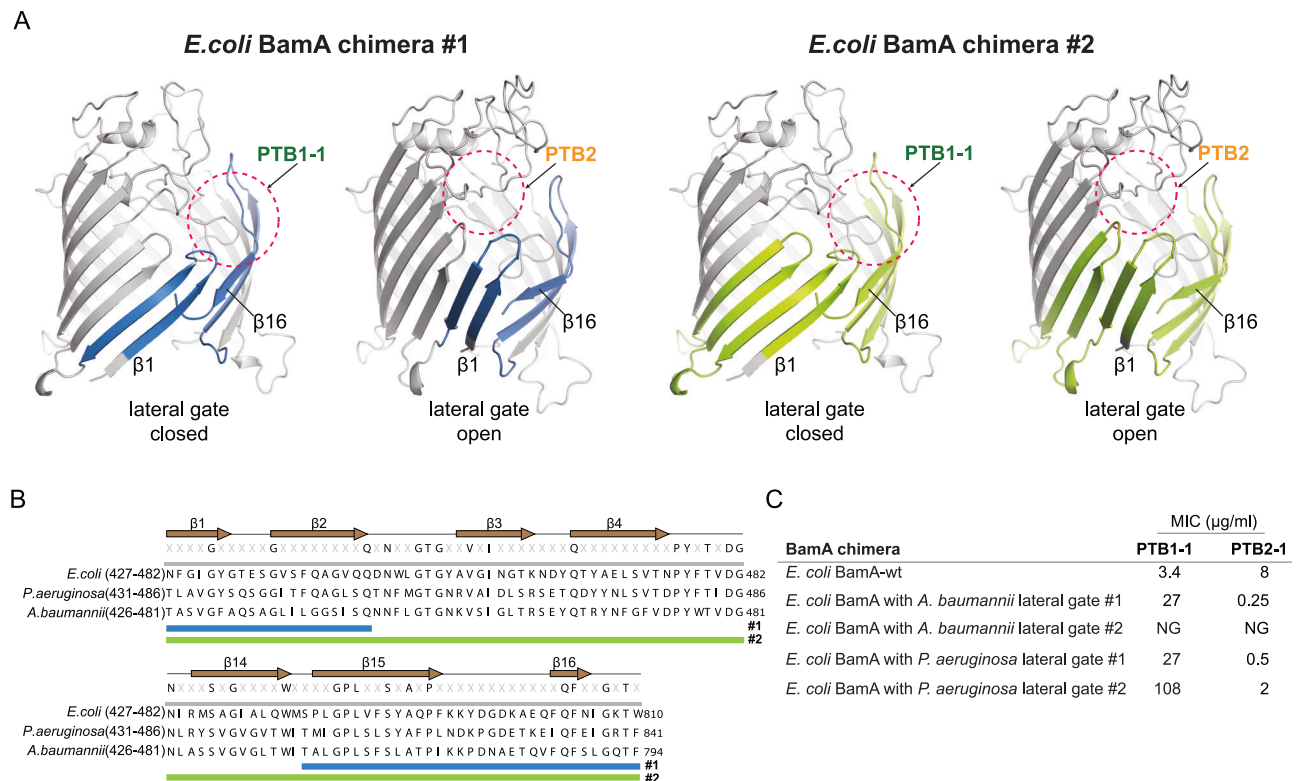 A
E.coli BamA chimera #1
E.coli BamA chimera #2
PTB1-1
PTB2
PTB1-1
PTB2
β16
β16
β16
β16
β1
β1
β1
β1
lateral gate
closed
lateral gate
open
lateral gate
closed
lateral gate
open
B
β1 β2 β3 β4
X X X X G X X X X X G X X X X X X X X Q X N X X G T G X X V X I X X X X X X X Q X X X X X X X X X P Y X T X D G
E.coli (427-482) NFGIGYGTESGVSFQAGVQQDNWLGTGYAVGINGTKNDYQTYAELSVTNPYFTVDG 482
P.aeruginosa(431-486) TLAVGYSQSGGITFQAGLSQTNFMGTGNRVAIDLSRSETQDYYNLSVTDPYFTIDG 486
A.baumannii(426-481) TASVGFAQSAGLILGGSISQNNFLGTGNKVSIGLTRSEYQTRYNFGFVDPYWTVDG 481
#1
#2
β14 β15 β16
N X X X S X G X X X X W X X X X G P L X X S X A X P X X X X X X X X X X X X Q F X X G X T X
E.coli (427-482) NIRMSAGIALQWMSPLGPLVFSYAQPFKKYDGDKAEQFQFNIGKTW 810
P.aeruginosa(431-486) NLRYSVGVGVTWITMIGPLSLSYAFPLNDKPGDETKEIQFEIGRTF 841
A.baumannii(426-481) NLASSVGVGLTWITALGPLSFSLATPIKKPDNAETQVFQFSLGQTF 794
#1
#2
C
MIC (µg/ml)
BamA chimera PTB1-1 PTB2-1
E. coli BamA-wt 3.4 8
E. coli BamA with A. baumannii lateral gate #1 27 0.25
E. coli BamA with A. baumannii lateral gate #2 NG NG
E. coli BamA with P. aeruginosa lateral gate #1 27 0.5
E. coli BamA with P. aeruginosa lateral gate #2 108 2